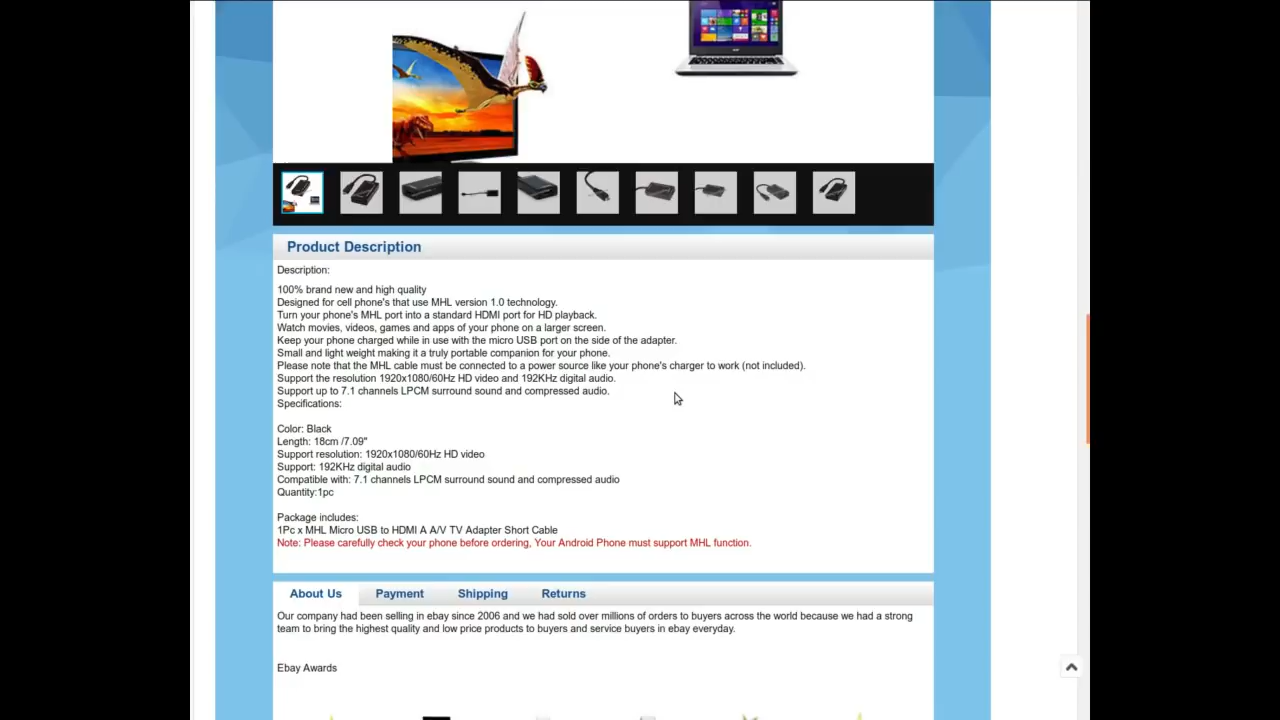 Product Description
Description:
100% brand new and high quality
Designed for cell phone's that use MHL version 1.0 technology.
Turn your phone's MHL port into a standard HDMI port for HD playback.
Watch movies, videos, games and apps of your phone on a larger screen.
Keep your phone charged while in use with the micro USB port on the side of the adapter.
Small and light weight making it a truly portable companion for your phone.
Please note that the MHL cable must be connected to a power source like your phone's charger to work (not included).
Support the resolution 1920x1080/60Hz HD video and 192KHz digital audio.
Support up to 7.1 channels LPCM surround sound and compressed audio.
Specifications:
Color: Black
Length: 18cm /7.09"
Support resolution: 1920x1080/60Hz HD video
Support: 192KHz digital audio
Compatible with: 7.1 channels LPCM surround sound and compressed audio
Quantity:1pc
Package includes:
1Pc x MHL Micro USB to HDMI A A/V TV Adapter Short Cable
Note: Please carefully check your phone before ordering, Your Android Phone must support MHL function.
About Us Payment Shipping Returns
Our company had been selling in ebay since 2006 and we had sold over millions of orders to buyers across the world because we had a strong
team to bring the highest quality and low price products to buyers and service buyers in ebay everyday.
Ebay Awards